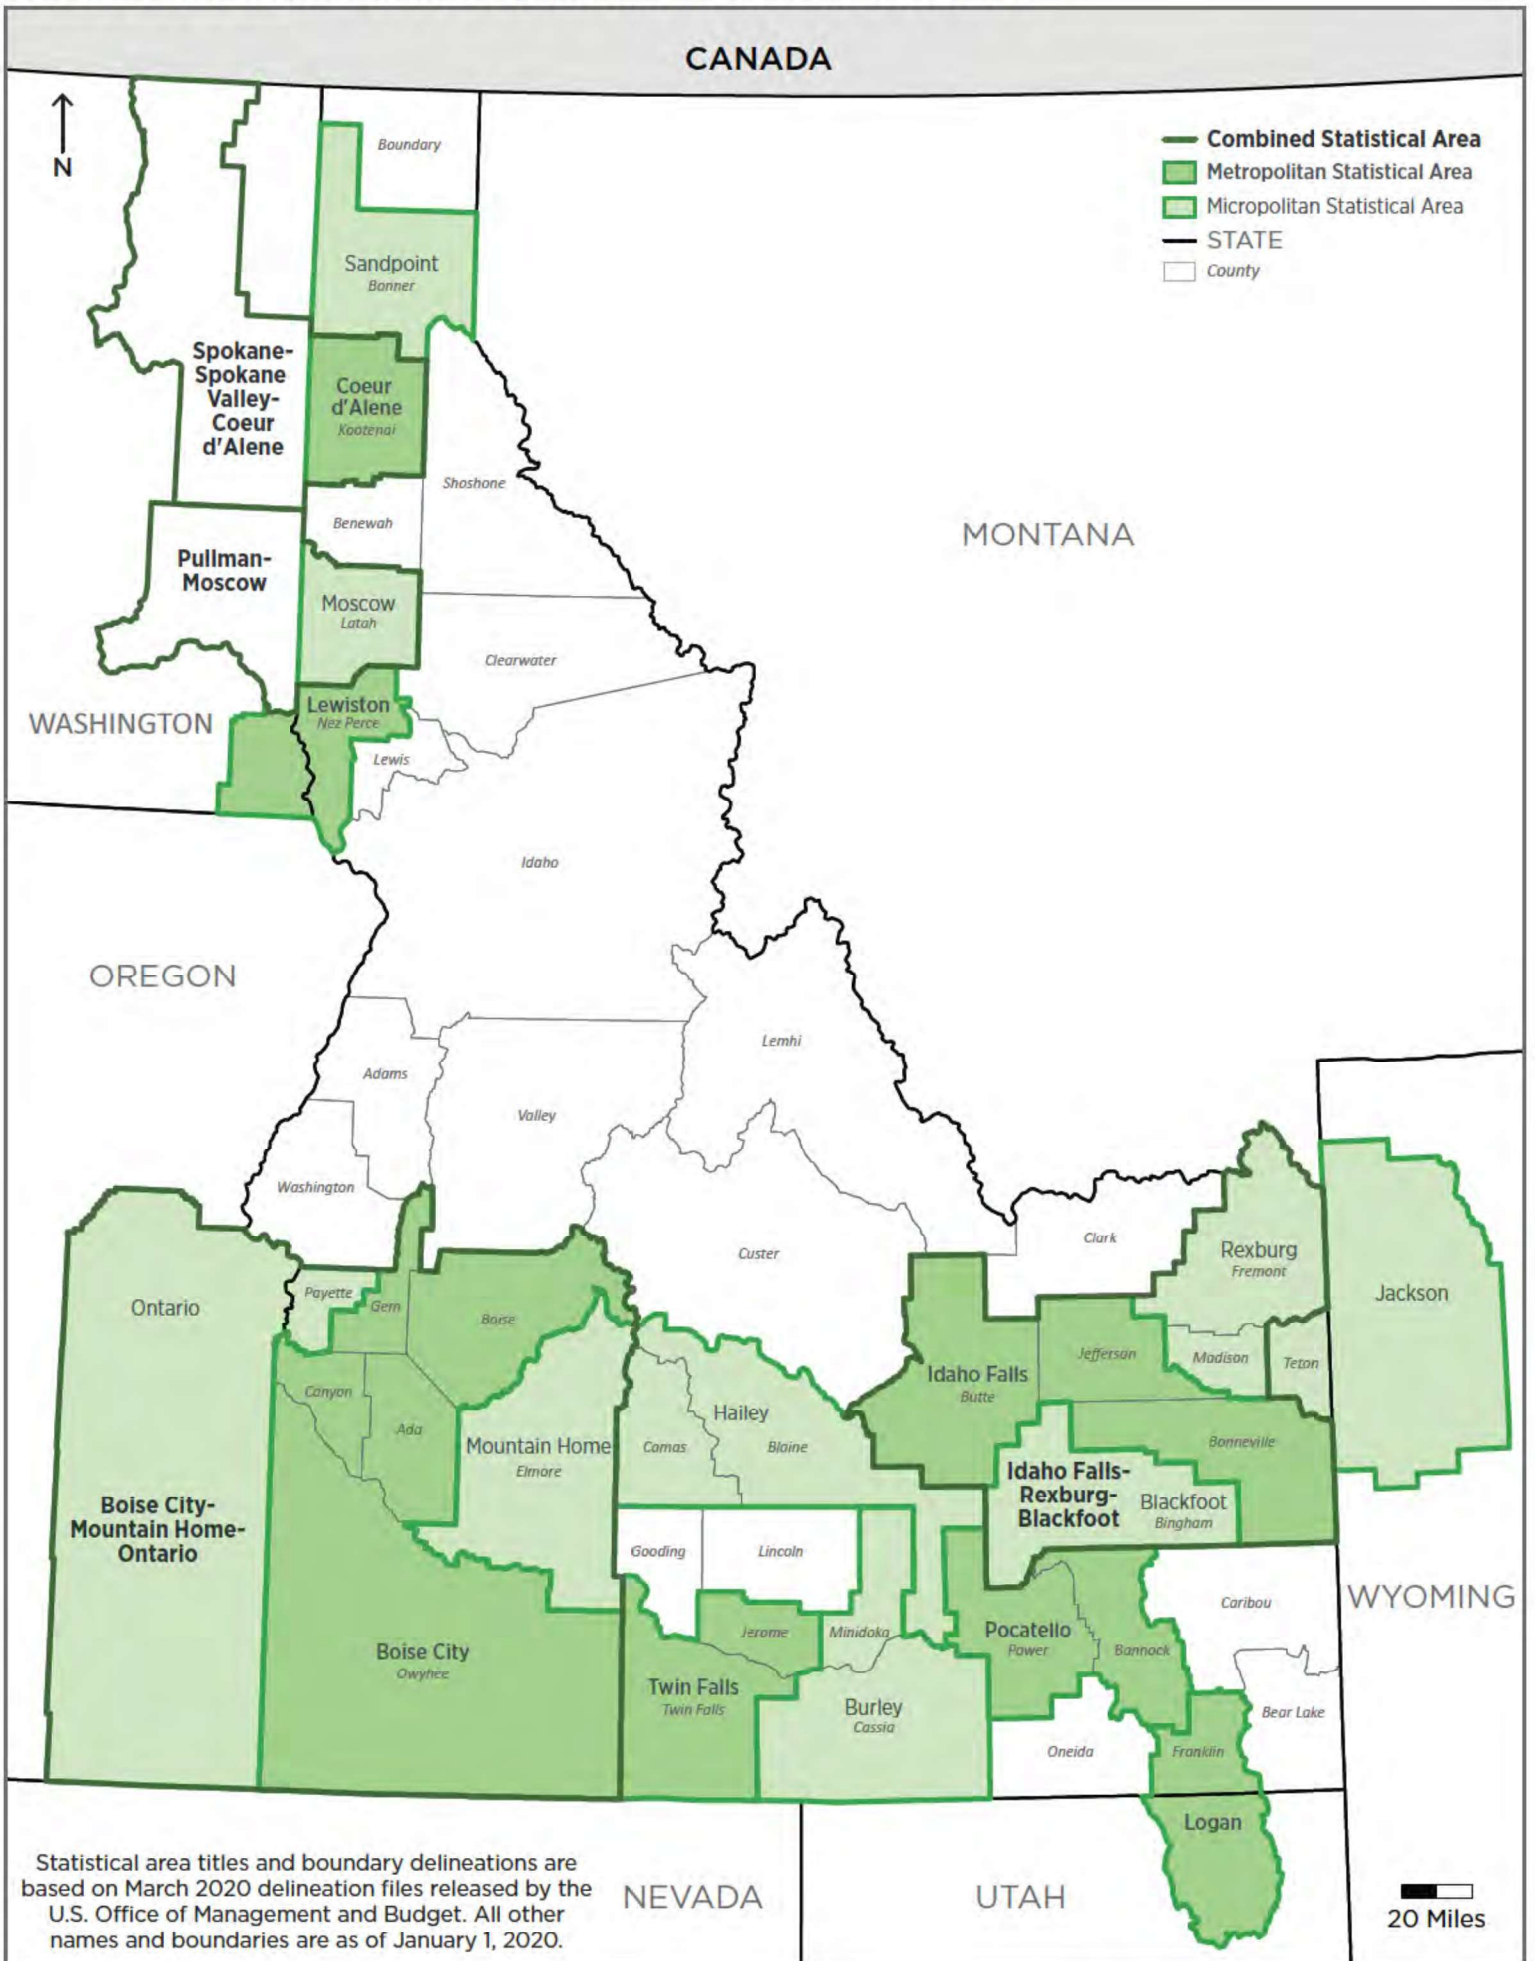 CANADA
N
Combined Statistical Area
Metropolitan Statistical Area
Micropolitan Statistical Area
STATE
County
Boundary
Sandpoint
Bonner
Spokane-
Spokane
Valley-
Coeur
d'Alene
Coeur
d'Alene
Kootenai
Shoshone
Benewah
MONTANA
Pullman-
Moscow
Moscow
Latah
Clearwater
WASHINGTON
Lewiston
Nez Perce
Lewis
Idaho
OREGON
Lemhi
Adams
Valley
Washington
Custer
Clark
Rexburg
Fremont
Jackson
Ontario
Payette
Gem
Boise
Jefferson
Madison
Teton
Idaho Falls
Butte
Canyon
Ada
Hailey
Camas
Blaine
Mountain Home
Elmore
Bonneville
Idaho Falls-
Rexburg-
Blackfoot
Blackfoot
Bingham
Boise City-
Mountain Home-
Ontario
Gooding
Lincoln
Caribou
WYOMING
Jerome
Minidoka
Pocatello
Power
Bannock
Boise City
Owyhee
Twin Falls
Twin Falls
Burley
Cassia
Bear Lake
Oneida
Franklin
Logan
Statistical area titles and boundary delineations are
based on March 2020 delineation files released by the
U.S. Office of Management and Budget. All other
names and boundaries are as of January 1, 2020.
NEVADA
UTAH
20 Miles